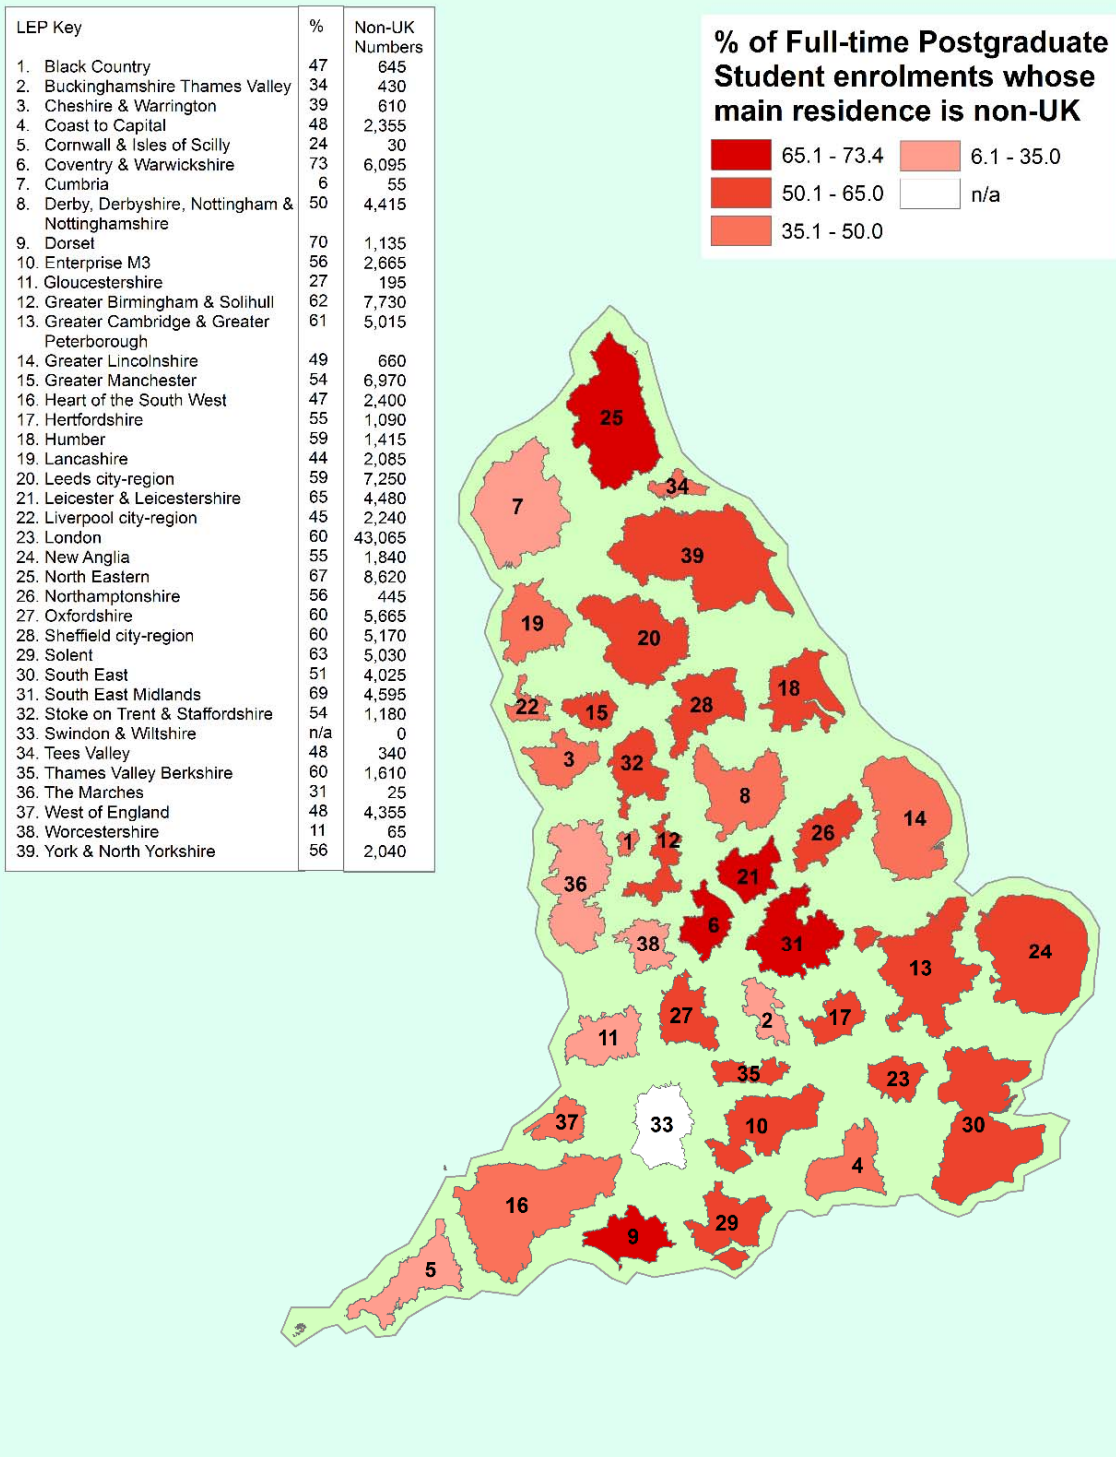 LEP Key % Non-UK
Numbers
1. Black Country 47 645
2. Buckinghamshire Thames Valley 34 430
3. Cheshire & Warrington 39 610
4. Coast to Capital 48 2,355
5. Cornwall & Isles of Scilly 24 30
6. Coventry & Warwickshire 73 6,095
7. Cumbria 6 55
8. Derby, Derbyshire, Nottingham & 50 4,415
Nottinghamshire
9. Dorset 70 1,135
10. Enterprise M3 56 2,665
11. Gloucestershire 27 195
12. Greater Birmingham & Solihull 62 7,730
13. Greater Cambridge & Greater 61 5,015
Peterborough
14. Greater Lincolnshire 49 660
15. Greater Manchester 54 6,970
16. Heart of the South West 47 2,400
17. Hertfordshire 55 1,090
18. Humber 59 1,415
19. Lancashire 44 2,085
20. Leeds city-region 59 7,250
21. Leicester & Leicestershire 65 4,480
22. Liverpool city-region 45 2,240
23. London 60 43,065
24. New Anglia 55 1,840
25. North Eastern 67 8,620
26. Northamptonshire 56 445
27. Oxfordshire 60 5,665
28. Sheffield city-region 60 5,170
29. Solent 63 5,030
30. South East 51 4,025
31. South East Midlands 69 4,595
32. Stoke on Trent & Staffordshire 54 1,180
33. Swindon & Wiltshire n/a 0
34. Tees Valley 48 340
35. Thames Valley Berkshire 60 1,610
36. The Marches 31 25
37. West of England 48 4,355
38. Worcestershire 11 65
39. York & North Yorkshire 56 2,040
% of Full-time Postgraduate
Student enrolments whose
main residence is non-UK
65.1 - 73.4 6.1 - 35.0
50.1 - 65.0 n/a
35.1 - 50.0
25
34
7
39
19
20
18
22
15
28
3
32
8
14
26
1
12
21
36
6
31
38
24
13
27
2
17
11
35
23
37
33
10
30
4
16
29
9
5